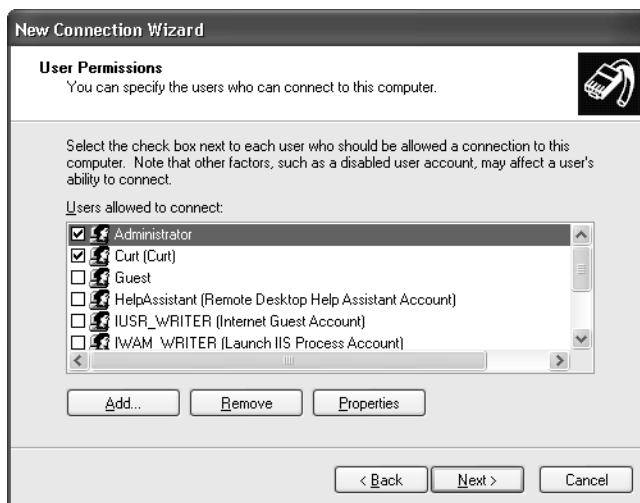 New Connection Wizard
User Permissions
You can specify the users who can connect to this computer.
Select the check box next to each user who should be allowed a connection to this
computer. Note that other factors, such as a disabled user account, may affect a user's
ability to connect.
Users allowed to connect:
Administrator
Curt (Curt)
Guest
HelpAssistant (Remote Desktop Help Assistant Account)
IUSR_WRITER (Internet Guest Account)
IWAM_WRITER (Launch IIS Process Account)
Add... Remove Properties
< Back Next > Cancel